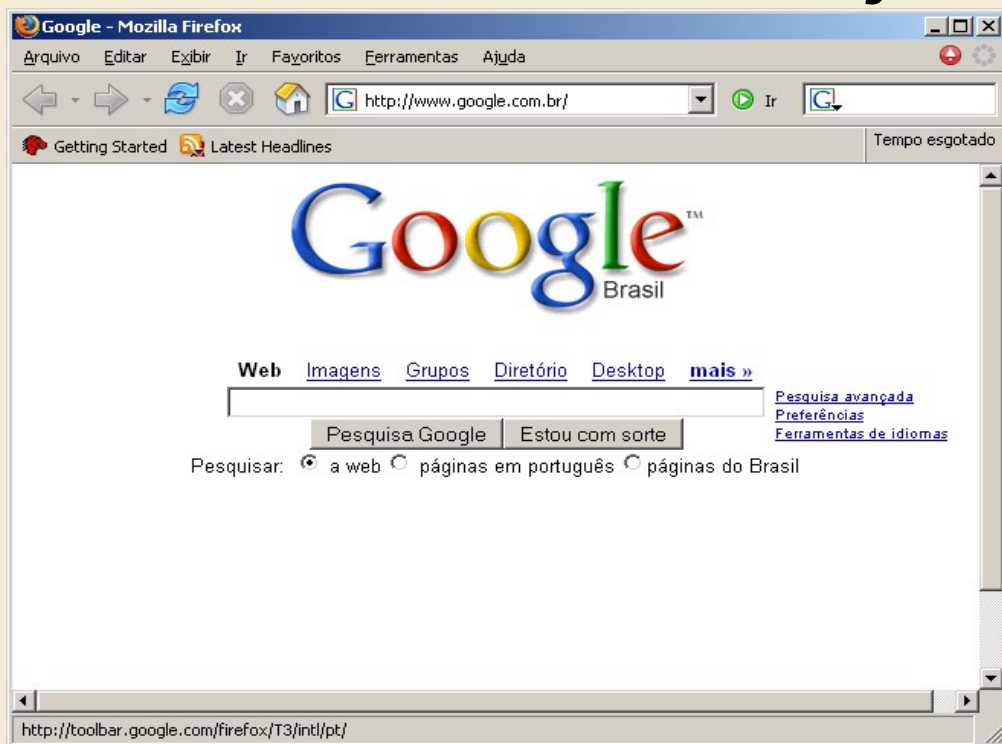 Google - Mozilla Firefox
Arquivo Editar Exibir Ir Favoritos Ferramentas Ajuda
http://www.google.com.br/ Ir G
Getting Started Latest Headlines Tempo esgotado
Google™
Brasil
Web Imagens Grupos Diretório Desktop mais »
Pesquisa avançada
Preferências
Pesquisa Google Estou com sorte Ferramentas de idiomas
Pesquisar: a web páginas em português páginas do Brasil
http://toolbar.google.com/firefox/T3/intl/pt/